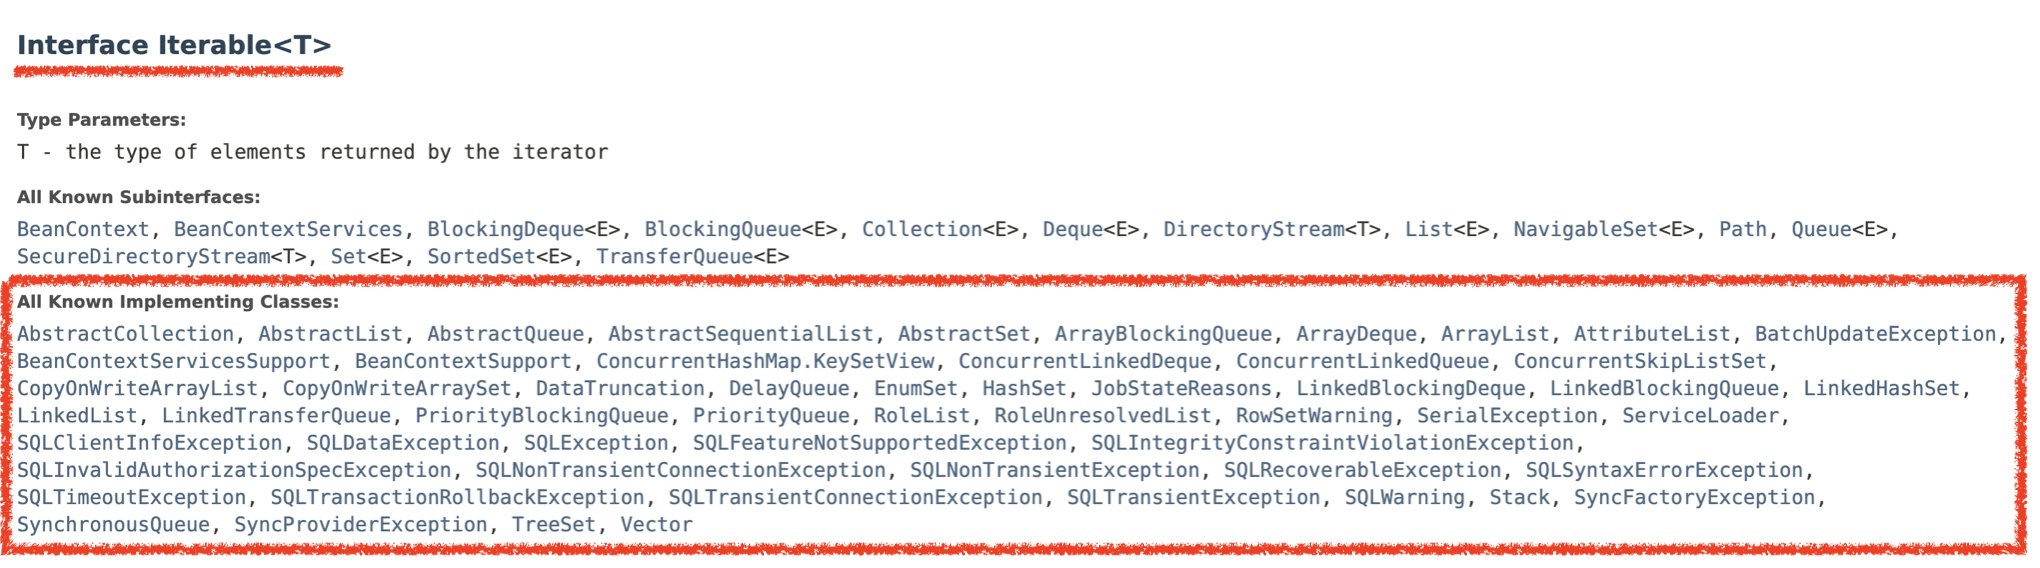 Interface Iterable<T>
Type Parameters:
T - the type of elements returned by the iterator
All Known Subinterfaces:
BeanContext, BeanContextServices, BlockingDeque<E>, BlockingQueue<E>, Collection<E>, Deque<E>, DirectoryStream<T>, List<E>, NavigableSet<E>, Path, Queue<E>,
SecureDirectoryStream<T>, Set<E>, SortedSet<E>, TransferQueue<E>
All Known Implementing Classes:
AbstractCollection, AbstractList, AbstractQueue, AbstractSequentialList, AbstractSet, ArrayBlockingQueue, ArrayDeque, ArrayList, AttributeList, BatchUpdateException,
BeanContextServicesSupport, BeanContextSupport, ConcurrentHashMap.KeySetView, ConcurrentLinkedDeque, ConcurrentLinkedQueue, ConcurrentSkipListSet,
CopyOnWriteArrayList, CopyOnWriteArraySet, DataTruncation, DelayQueue, EnumSet, HashSet, JobStateReasons, LinkedBlockingDeque, LinkedBlockingQueue, LinkedHashSet,
LinkedList, LinkedTransferQueue, PriorityBlockingQueue, PriorityQueue, RoleList, RoleUnresolvedList, RowSetWarning, SerialException, ServiceLoader,
SQLClientInfoException, SQLDataException, SQLException, SQLFeatureNotSupportedException, SQLIntegrityConstraintViolationException,
SQLInvalidAuthorizationSpecException, SQLNonTransientConnectionException, SQLNonTransientException, SQLRecoverableException, SQLSyntaxErrorException,
SQLTimeoutException, SQLTransactionRollbackException, SQLTransientConnectionException, SQLTransientException, SQLWarning, Stack, SyncFactoryException,
SynchronousQueue, SyncProviderException, TreeSet, Vector